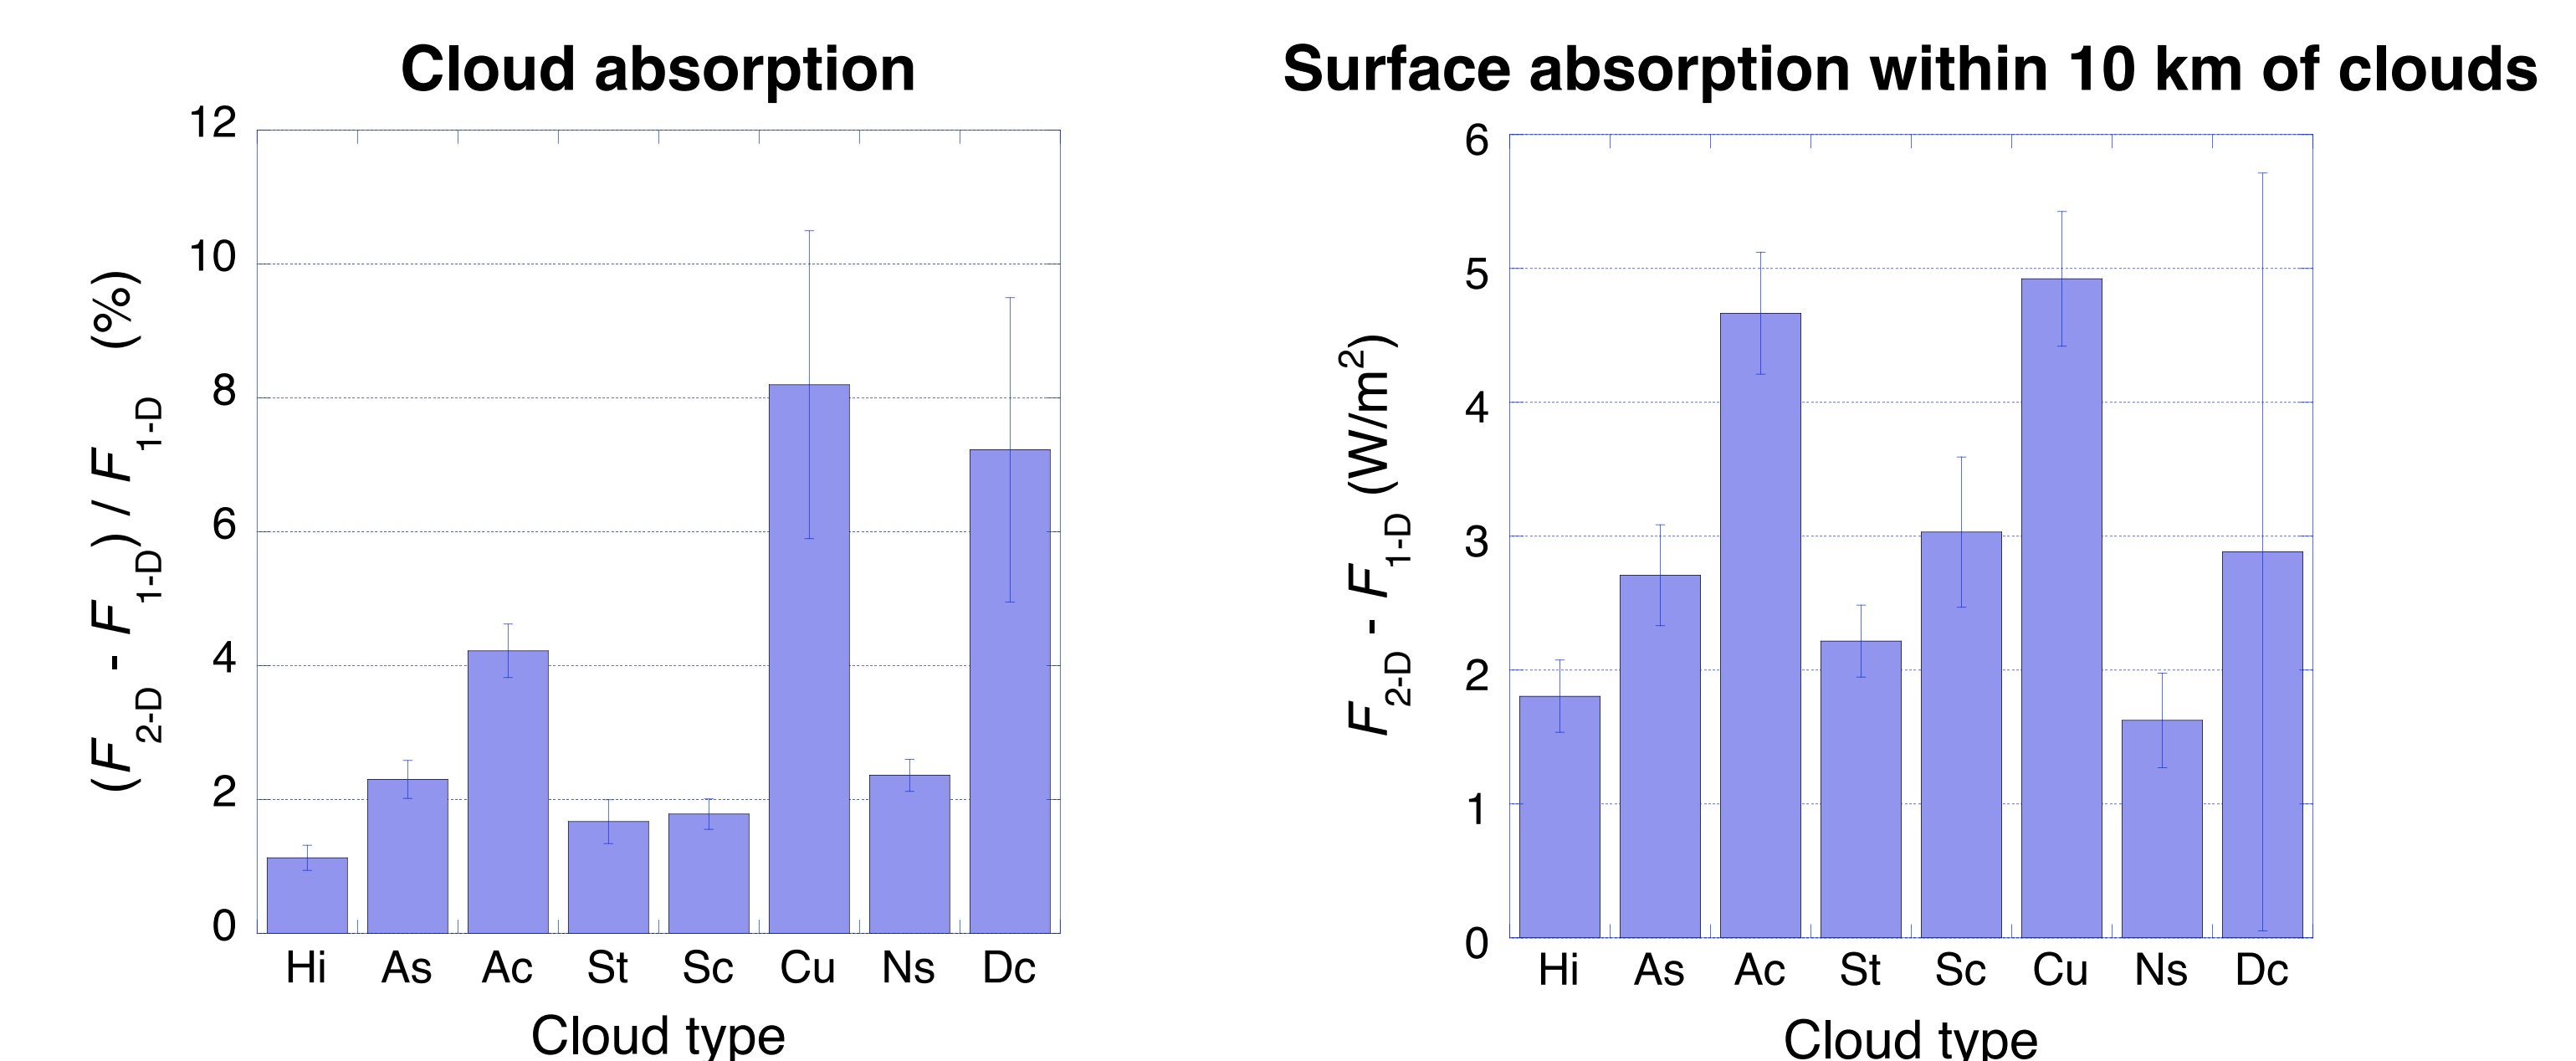 Cloud absorption
(F2-D - F1-D) / F1-D (%)
12
10
8
6
4
2
0
Hi As Ac St Sc Cu Ns Dc
Cloud type
Surface absorption within 10 km of clouds
F2-D - F1-D (W/m2)
6
5
4
3
2
1
0
Hi As Ac St Sc Cu Ns Dc
Cloud type